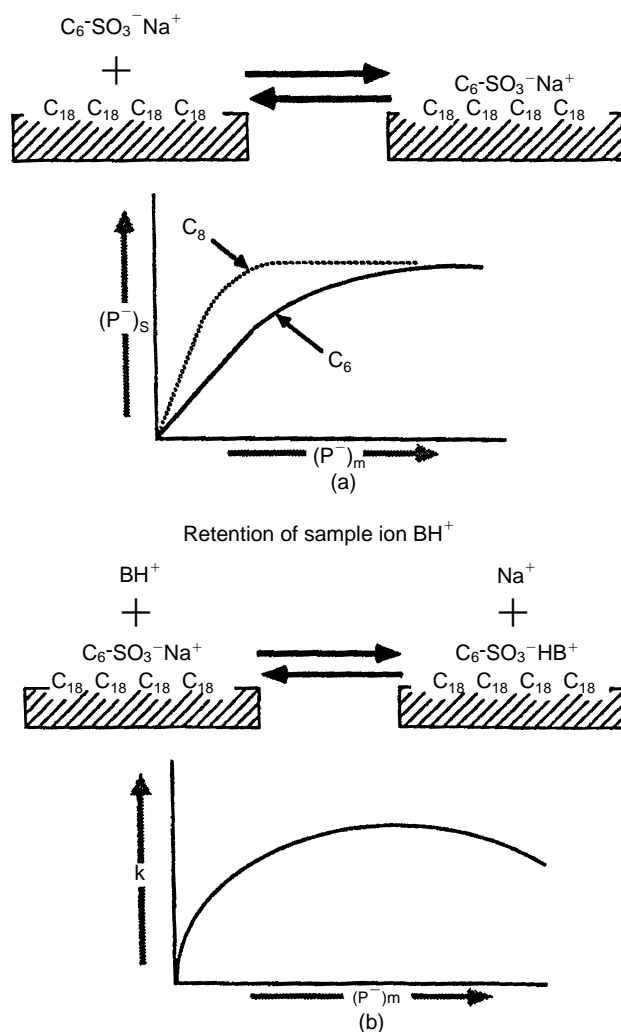 C₆-SO₃⁻Na⁺
+
C₁₈ C₁₈ C₁₈ C₁₈
C₆-SO₃⁻Na⁺
C₁₈ C₁₈ C₁₈ C₁₈
C₈
(P⁻)ₛ
C₆
(P⁻)ₘ
(a)
Retention of sample ion BH⁺
BH⁺
+
C₆-SO₃⁻Na⁺
C₁₈ C₁₈ C₁₈ C₁₈
Na⁺
+
C₆-SO₃⁻HB⁺
C₁₈ C₁₈ C₁₈ C₁₈
k
(P⁻)m
(b)